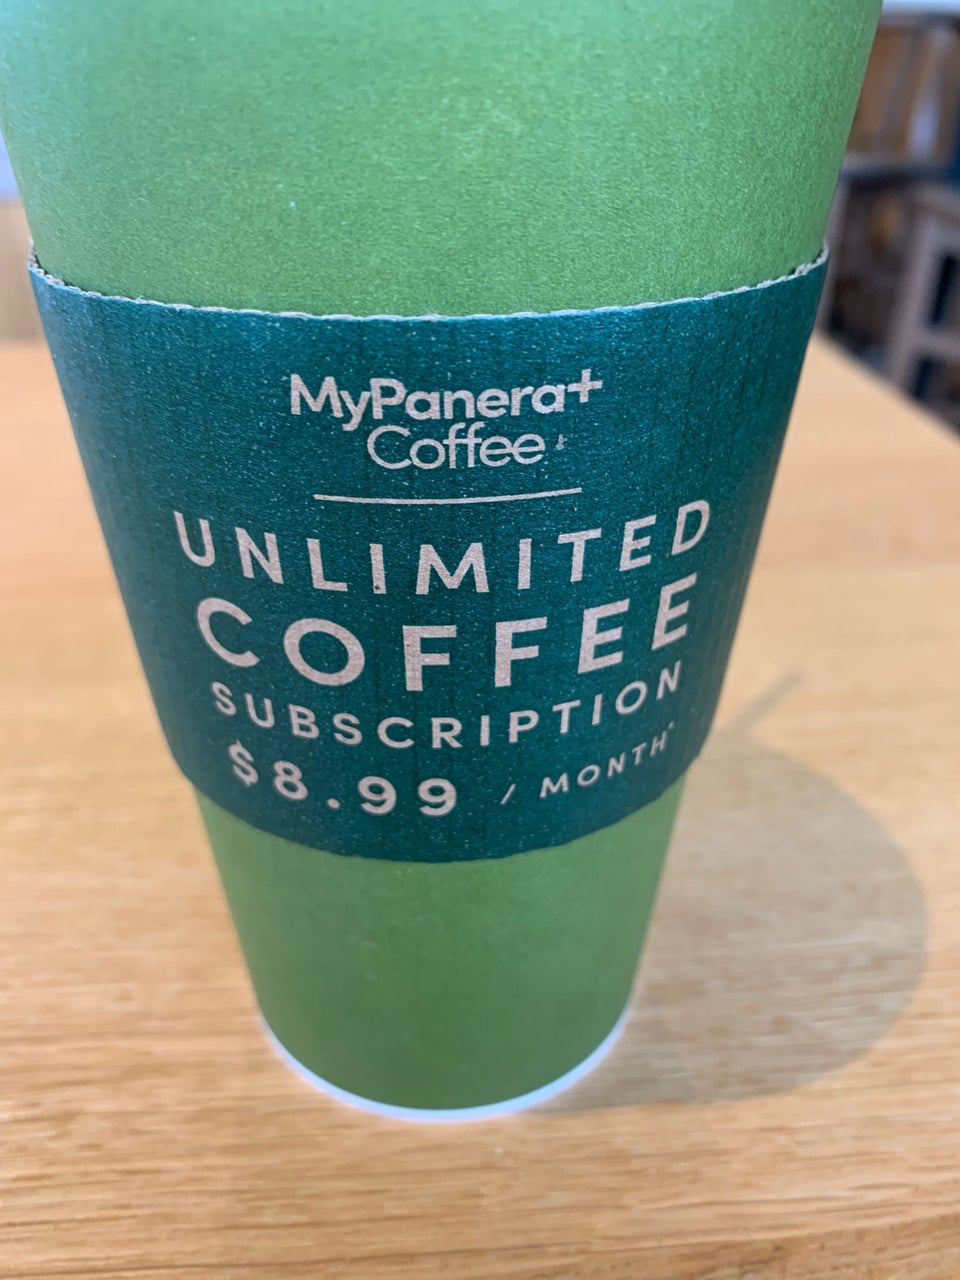 MyPanera+
Coffee
UNLIMITED
COFFEE
SUBSCRIPTION
$8.99 / MONTH*